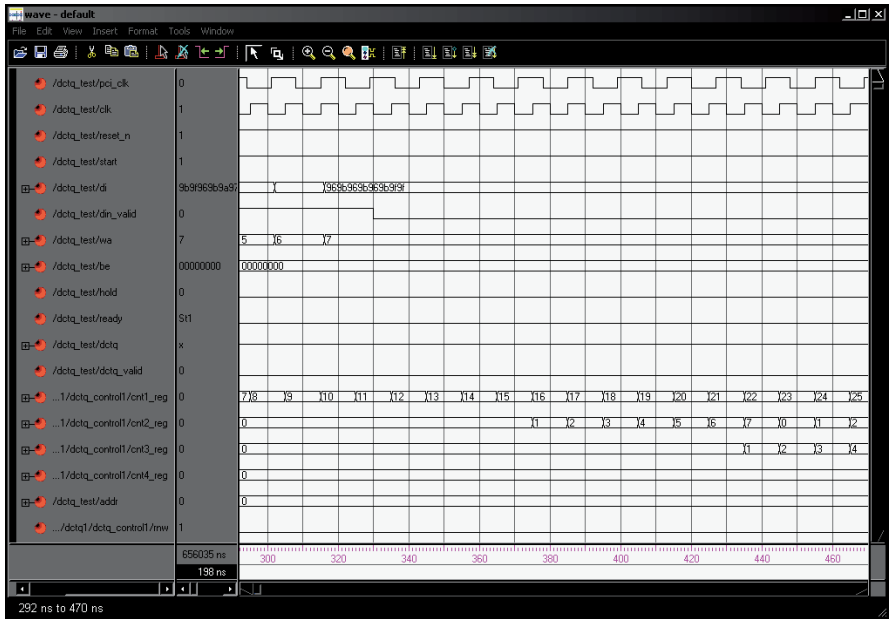 wave - default
File Edit View Insert Format Tools Window
/dctq_test/pci_clk 0
/dctq_test/clk 1
/dctq_test/reset_n 1
/dctq_test/start 1
/dctq_test/di 9b9f969b9a97 969b969b969b9f9f
/dctq_test/din_valid 0
/dctq_test/wa 7 5 6 7
/dctq_test/be 00000000 00000000
/dctq_test/hold 0
/dctq_test/ready St1
/dctq_test/dctq x
/dctq_test/dctq_valid 0
...1/dctq_control1/cnt1_reg 0 7 8 9 10 11 12 13 14 15 16 17 18 19 20 21 22 23 24 25
...1/dctq_control1/cnt2_reg 0 0 1 2 3 4 5 6 7 0 1 2
...1/dctq_control1/cnt3_reg 0 0 1 2 3 4
...1/dctq_control1/cnt4_reg 0 0
/dctq_test/addr 0 0
.../dctq1/dctq_control1/rnw 1
656035 ns 300 320 340 360 380 400 420 440 460
198 ns
292 ns to 470 ns